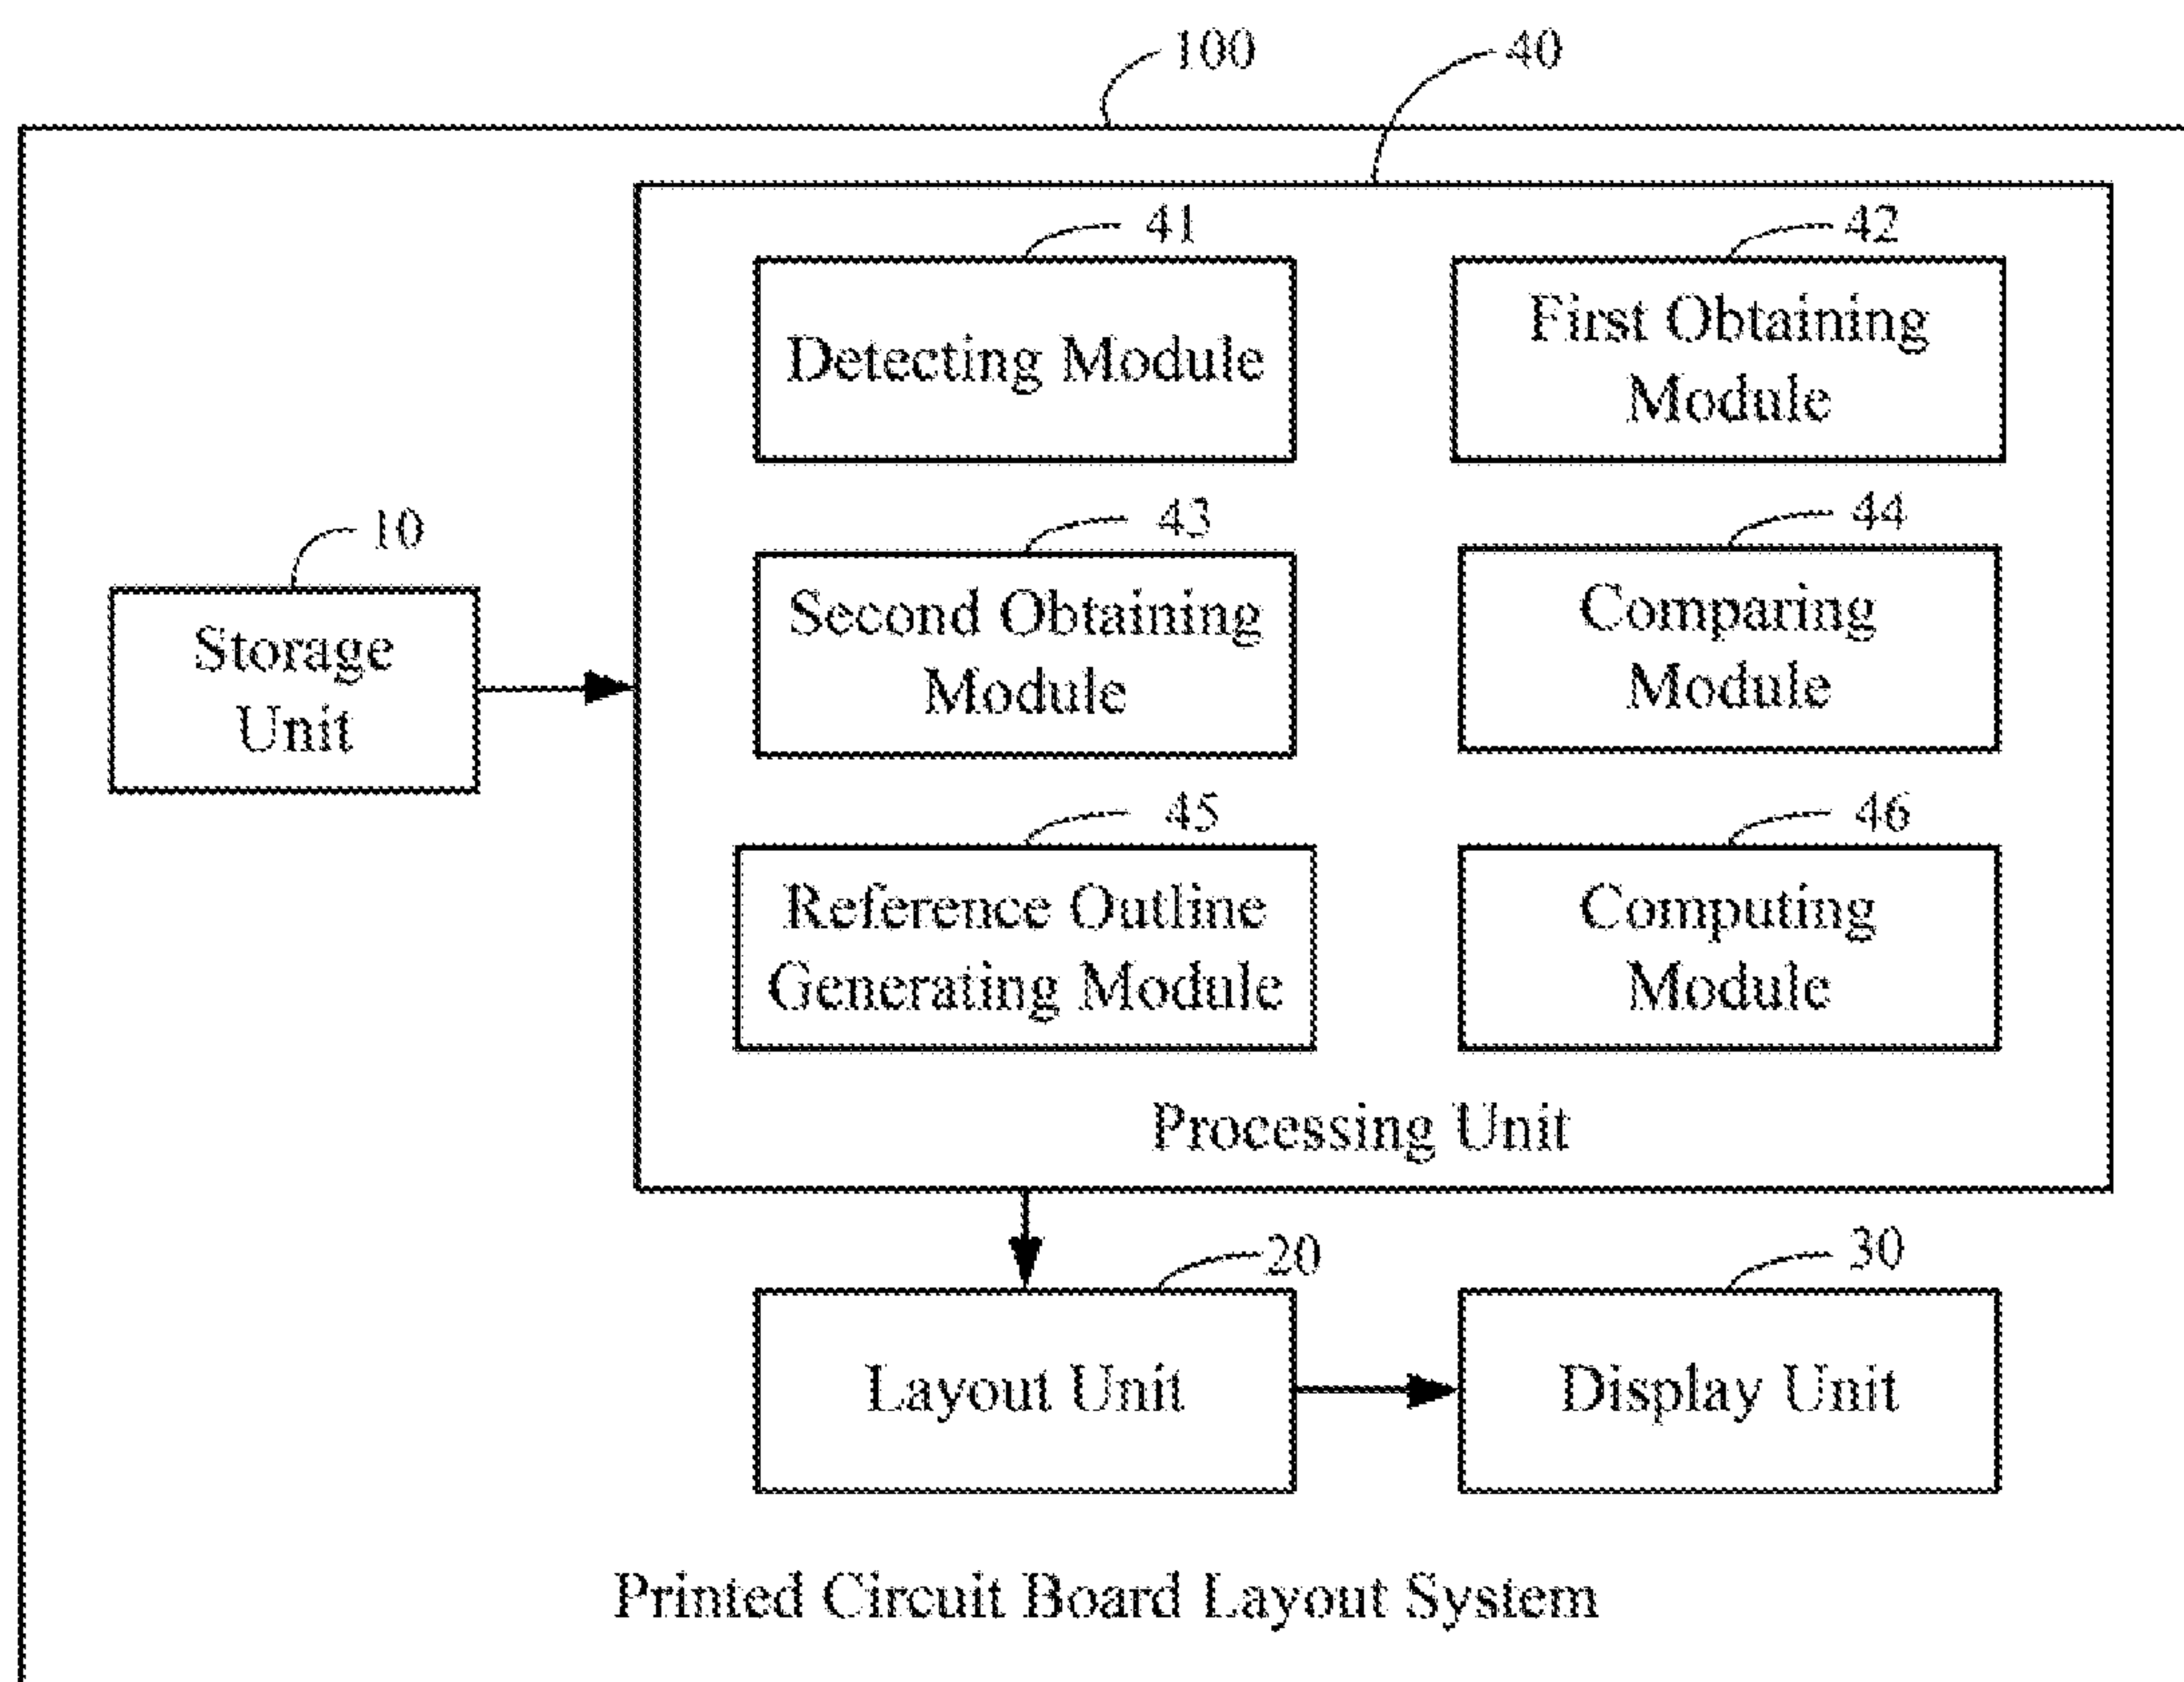 100
40
41
42
Detecting Module
First Obtaining
Module
43
44
10
Second Obtaining
Module
Comparing
Module
Storage
Unit
45
46
Reference Outline
Generating Module
Computing
Module
Processing Unit
20
30
Layout Unit
Display Unit
Printed Circuit Board Layout System